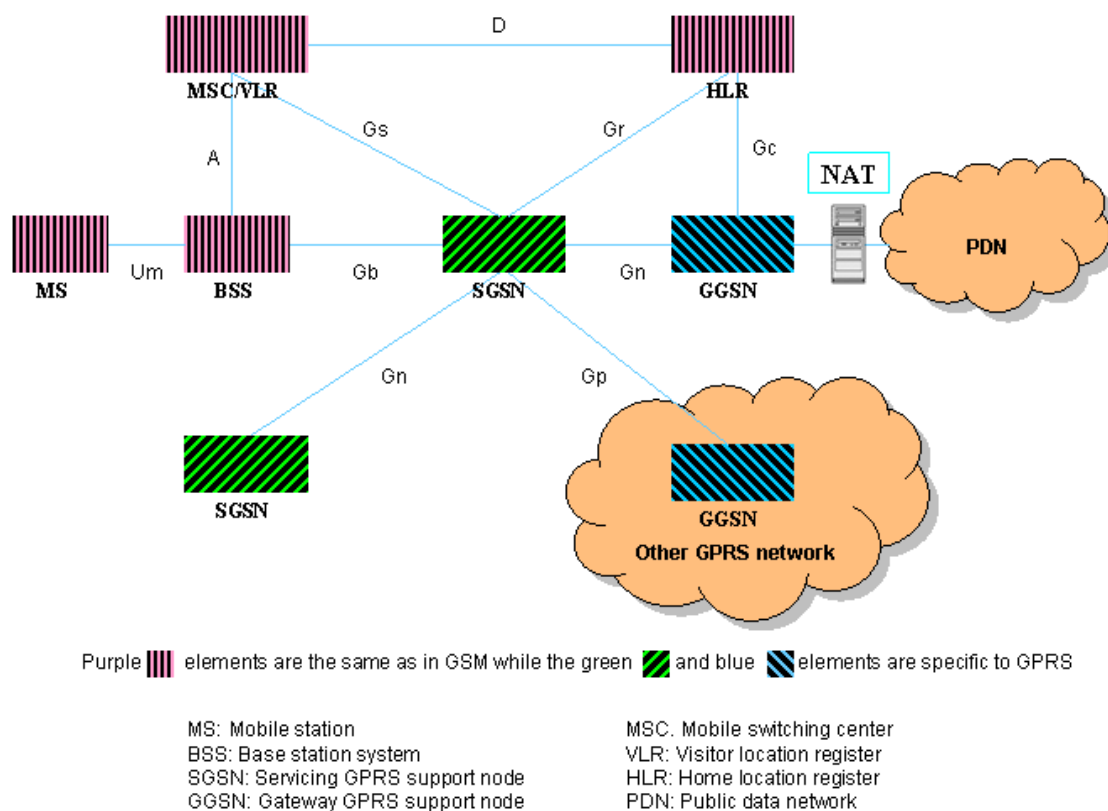 D
MSC/VLR
HLR
Gs
Gr
A
Gc
NAT
PDN
Um
Gb
Gn
MS
BSS
SGSN
GGSN
Gn
Gp
SGSN
GGSN
Other GPRS network
Purple elements are the same as in GSM while the green and blue elements are specific to GPRS
MS: Mobile station
BSS: Base station system
SGSN: Servicing GPRS support node
GGSN: Gateway GPRS support node
MSC. Mobile switching center
VLR: Visitor location register
HLR: Home location register
PDN: Public data network